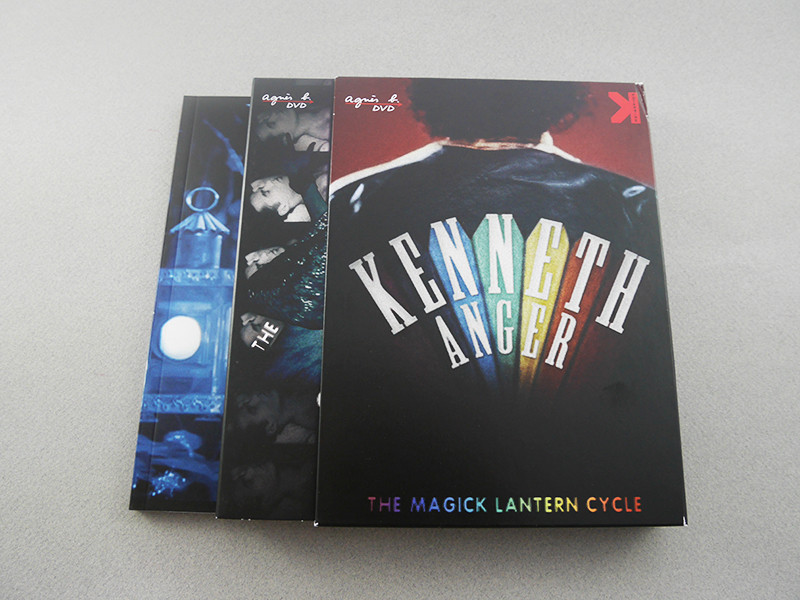 agnès b.
DVD
THE
agnès b.
DVD
KENNETH
ANGER
THE MAGICK LANTERN CYCLE